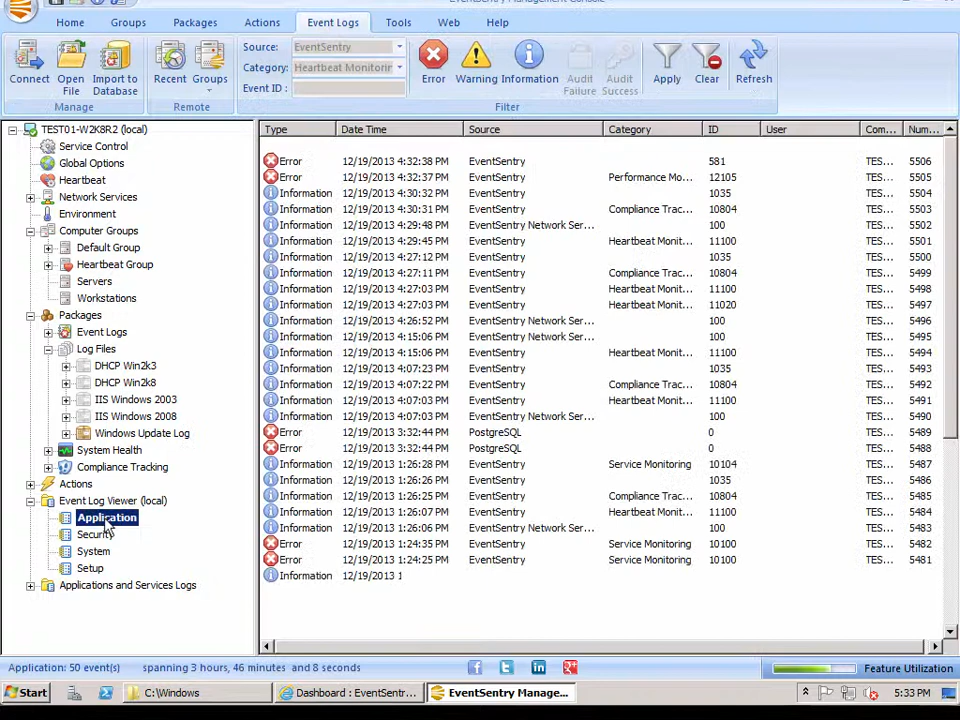 EventSentry Management Console
Home Groups Packages Actions Event Logs Tools Web Help
Connect
Open File
Import to Database
Manage
Recent
Groups
Remote
Source: EventSentry
Category: Heartbeat Monitorir
Event ID :
Error
Warning
Information
Audit Failure
Audit Success
Apply
Clear
Filter
Refresh
TEST01-W2K8R2 (local)
Service Control
Global Options
Heartbeat
Network Services
Environment
Computer Groups
Default Group
Heartbeat Group
Servers
Workstations
Packages
Event Logs
Log Files
DHCP Win2k3
DHCP Win2k8
IIS Windows 2003
IIS Windows 2008
Windows Update Log
System Health
Compliance Tracking
Actions
Event Log Viewer (local)
Application
Security
System
Setup
Applications and Services Logs
Type Date Time Source Category ID User Com... Num...
Error 12/19/2013 4:32:38 PM EventSentry 581 TES... 5506
Error 12/19/2013 4:32:37 PM EventSentry Performance Mo... 12105 TES... 5505
Information 12/19/2013 4:30:32 PM EventSentry 1035 TES... 5504
Information 12/19/2013 4:30:31 PM EventSentry Compliance Trac... 10804 TES... 5503
Information 12/19/2013 4:29:48 PM EventSentry Network Ser... 100 TES... 5502
Information 12/19/2013 4:29:45 PM EventSentry Heartbeat Monit... 11100 TES... 5501
Information 12/19/2013 4:27:12 PM EventSentry 1035 TES... 5500
Information 12/19/2013 4:27:11 PM EventSentry Compliance Trac... 10804 TES... 5499
Information 12/19/2013 4:27:03 PM EventSentry Heartbeat Monit... 11100 TES... 5498
Information 12/19/2013 4:27:03 PM EventSentry Heartbeat Monit... 11020 TES... 5497
Information 12/19/2013 4:26:52 PM EventSentry Network Ser... 100 TES... 5496
Information 12/19/2013 4:15:06 PM EventSentry Network Ser... 100 TES... 5495
Information 12/19/2013 4:15:06 PM EventSentry Heartbeat Monit... 11100 TES... 5494
Information 12/19/2013 4:07:23 PM EventSentry 1035 TES... 5493
Information 12/19/2013 4:07:22 PM EventSentry Compliance Trac... 10804 TES... 5492
Information 12/19/2013 4:07:03 PM EventSentry Heartbeat Monit... 11100 TES... 5491
Information 12/19/2013 4:07:03 PM EventSentry Network Ser... 100 TES... 5490
Error 12/19/2013 3:32:44 PM PostgreSQL 0 TES... 5489
Error 12/19/2013 3:32:44 PM PostgreSQL 0 TES... 5488
Information 12/19/2013 1:26:28 PM EventSentry Service Monitoring 10104 TES... 5487
Information 12/19/2013 1:26:26 PM EventSentry 1035 TES... 5486
Information 12/19/2013 1:26:25 PM EventSentry Compliance Trac... 10804 TES... 5485
Information 12/19/2013 1:26:07 PM EventSentry Heartbeat Monit... 11100 TES... 5484
Information 12/19/2013 1:26:06 PM EventSentry Network Ser... 100 TES... 5483
Error 12/19/2013 1:24:35 PM EventSentry Service Monitoring 10100 TES... 5482
Error 12/19/2013 1:24:25 PM EventSentry Service Monitoring 10100 TES... 5481
Information 12/19/2013 1
Application: 50 event(s) spanning 3 hours, 46 minutes and 8 seconds
Feature Utilization
Start
C:\Windows
Dashboard : EventSentr...
EventSentry Manage...
5:33 PM